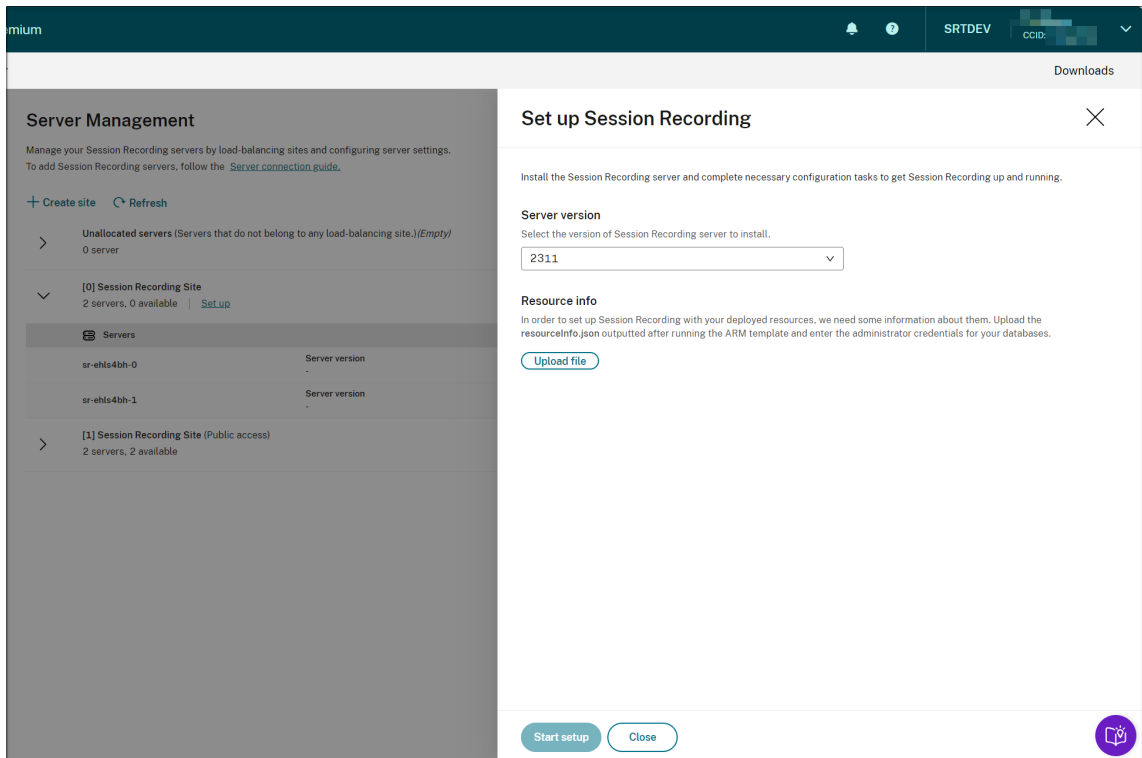 emium
SRTDEV
CCID:
Downloads
Server Management
Manage your Session Recording servers by load-balancing sites and configuring server settings.
To add Session Recording servers, follow the Server connection guide.
Create site
Refresh
Unallocated servers (Servers that do not belong to any load-balancing site.)(Empty)
0 server
[0] Session Recording Site
2 servers, 0 available
Set up
Servers
sr-ehls4bh-0
Server version
-
sr-ehls4bh-1
Server version
-
[1] Session Recording Site (Public access)
2 servers, 2 available
Set up Session Recording
Install the Session Recording server and complete necessary configuration tasks to get Session Recording up and running.
Server version
Select the version of Session Recording server to install.
2311
Resource info
In order to set up Session Recording with your deployed resources, we need some information about them. Upload the
resourceInfo.json outputted after running the ARM template and enter the administrator credentials for your databases.
Upload file
Start setup
Close